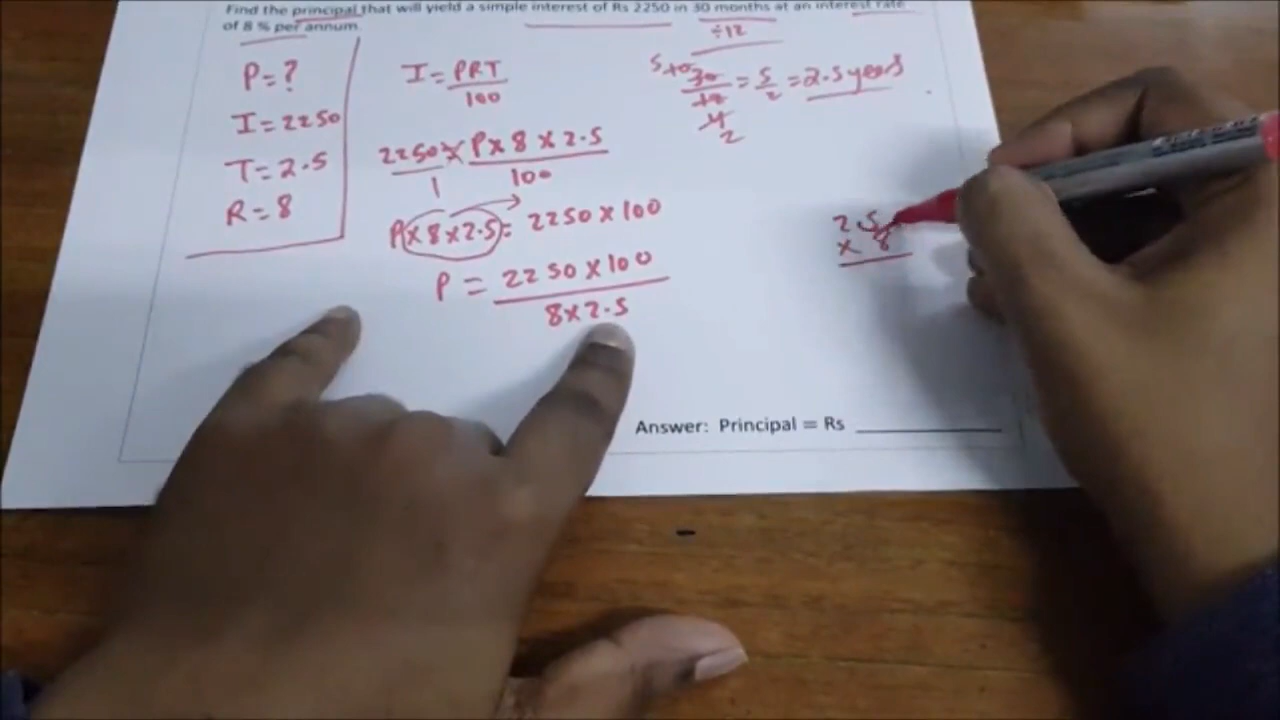 Find the principal that will yield a simple interest of Rs 2250 in 30 months at an interest rate
of 8 % per annum.
÷12
P = ?
I = 2250
T = 2.5
R = 8
I = PRT
100
2250 × P × 8 × 2.5
1 100
P × 8 × 2.5 = 2250 × 100
P = 2250 × 100
8 × 2.5
5 10
30 = 5 = 2.5 years
12 2
4
2
25
× 8
Answer: Principal = Rs